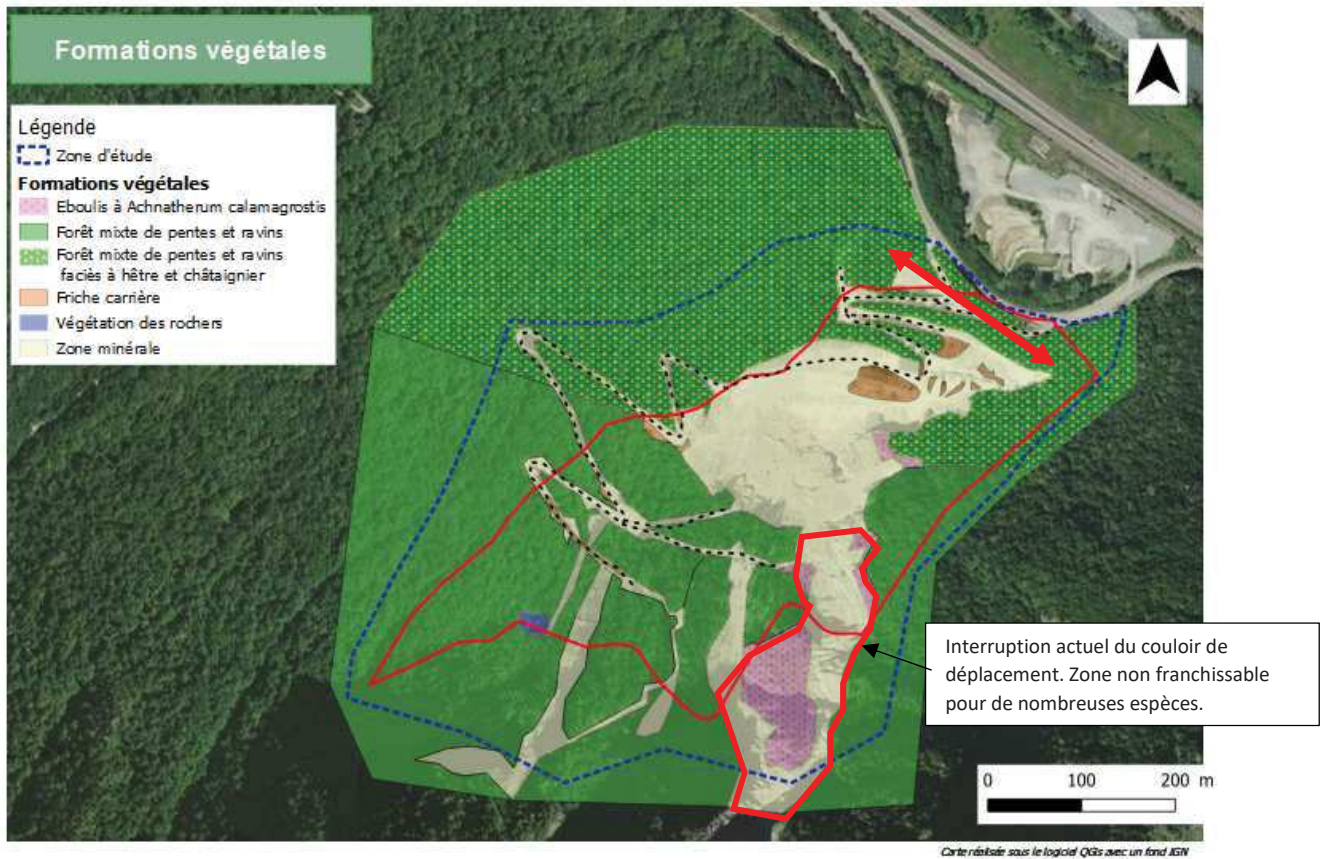 Formations végétales
Légende
Zone d'étude
Formations végétales
Eboulis à Achnatherum calamagrostis
Forêt mixte de pentes et ravins
Forêt mixte de pentes et ravins
faciès à hêtre et châtaignier
Friche carrière
Végétation des rochers
Zone minérale
Interruption actuel du couloir de
déplacement. Zone non franchissable
pour de nombreuses espèces.
0 100 200 m
Carte réalisée sous le logiciel QGis avec un fond IGN